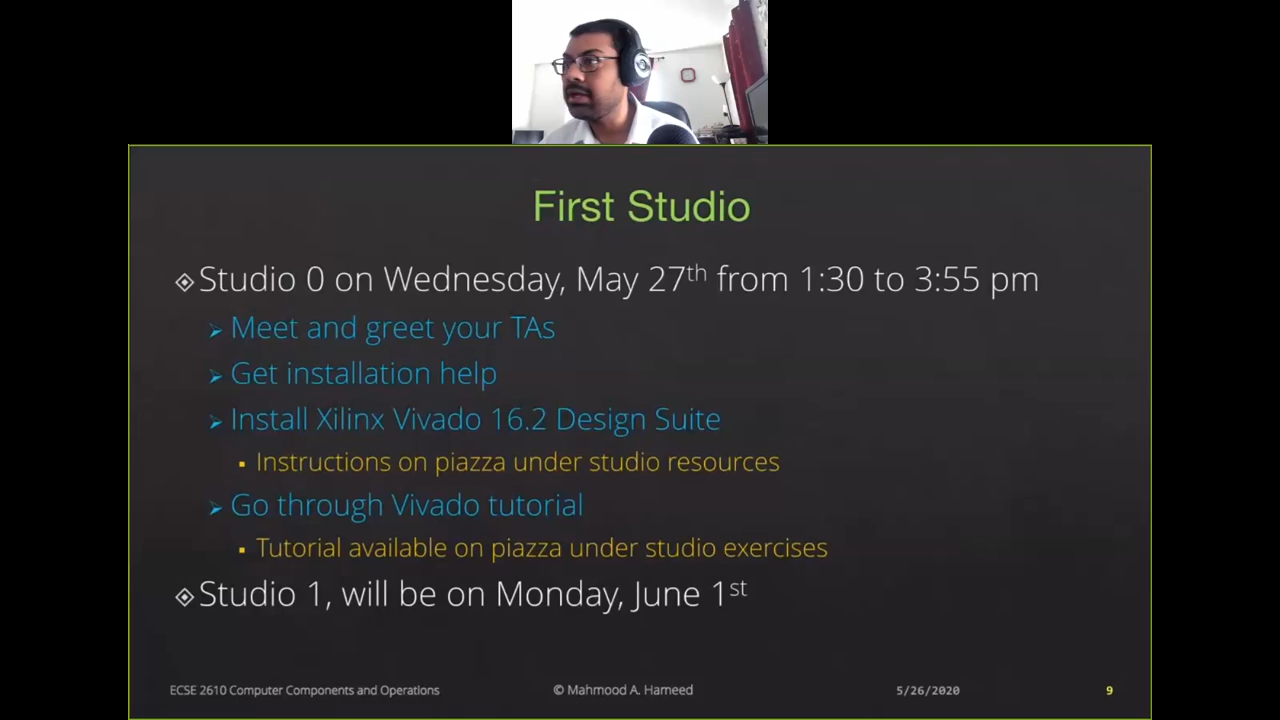 First Studio
Studio 0 on Wednesday, May 27th from 1:30 to 3:55 pm
Meet and greet your TAs
Get installation help
Install Xilinx Vivado 16.2 Design Suite
Instructions on piazza under studio resources
Go through Vivado tutorial
Tutorial available on piazza under studio exercises
Studio 1, will be on Monday, June 1st
ECSE 2610 Computer Components and Operations © Mahmood A. Hameed 5/26/2020 9